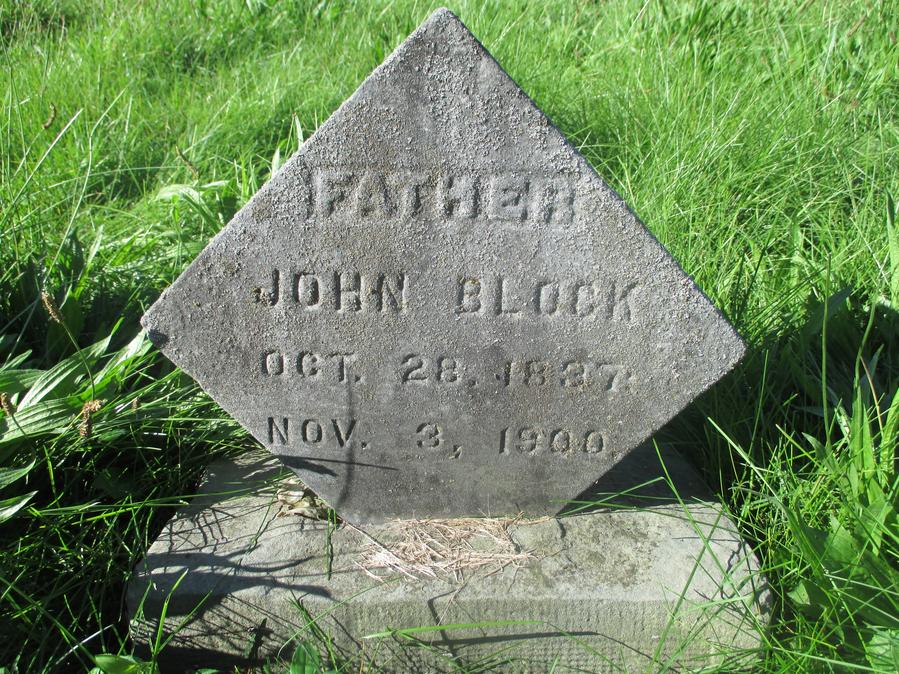 FATHER
JOHN BLOCK
OCT. 28, 1837.
NOV. 3, 1900.